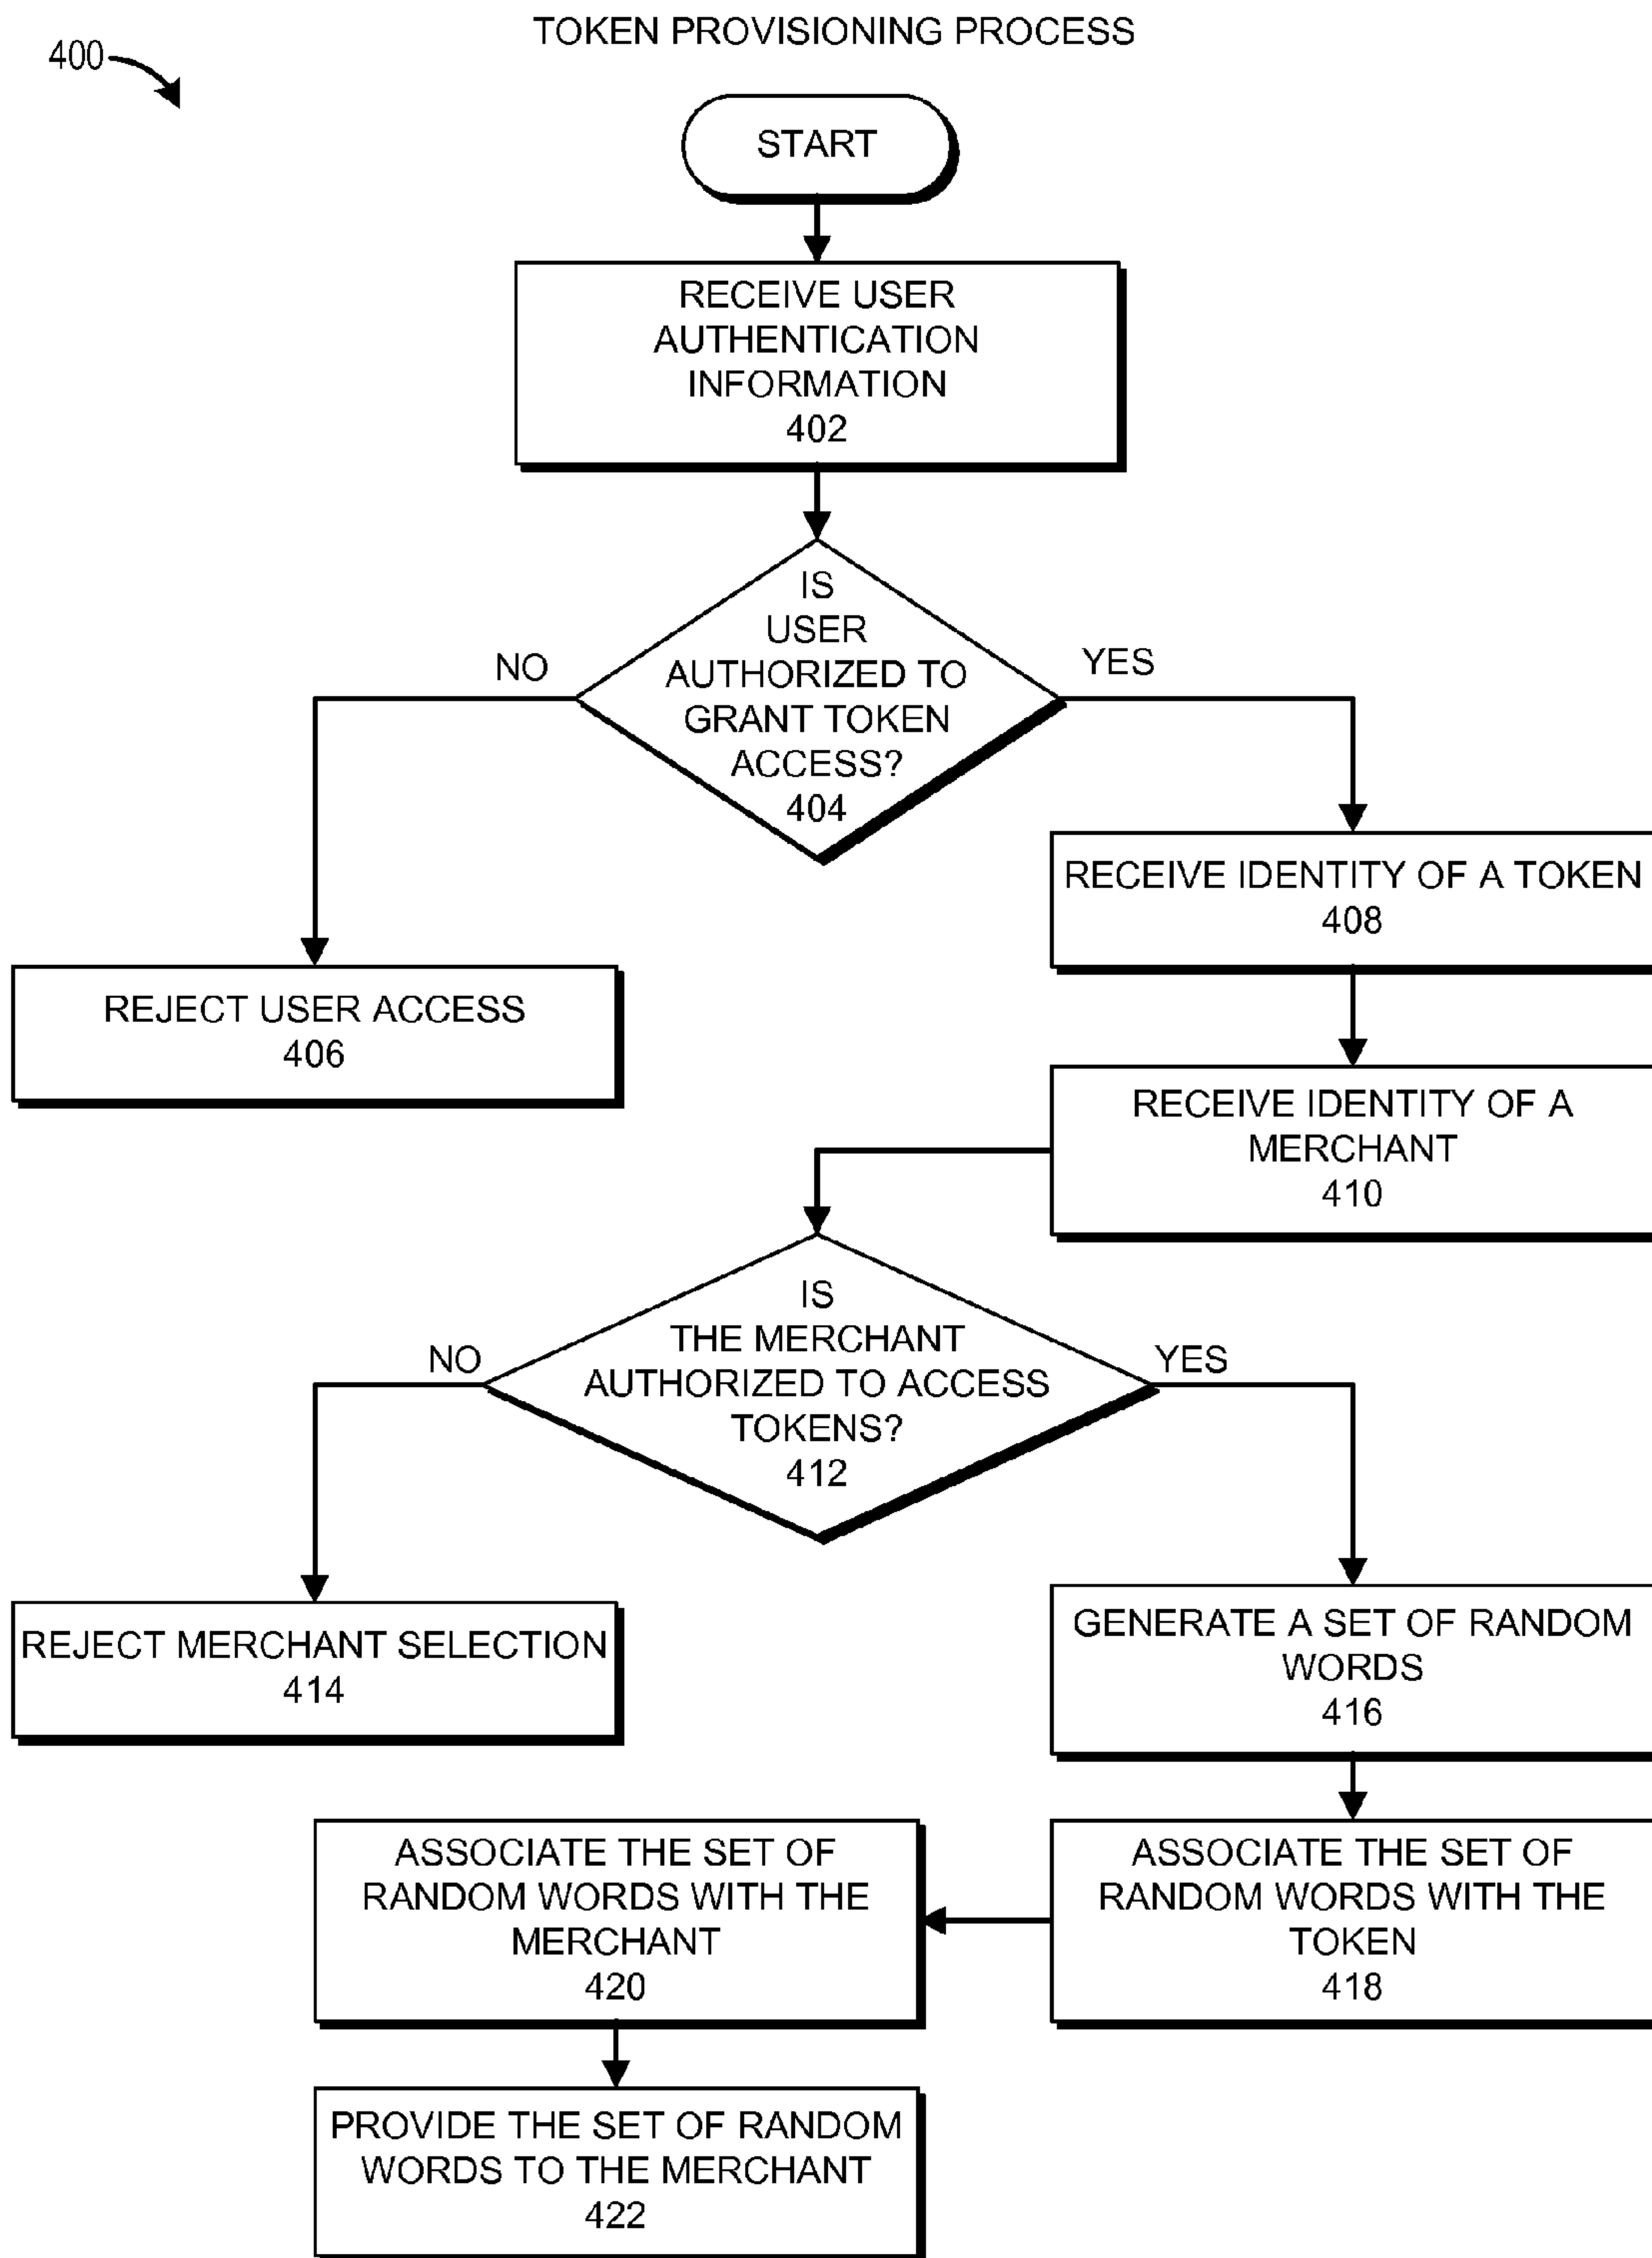 TOKEN PROVISIONING PROCESS
400
START
RECEIVE USER
AUTHENTICATION
INFORMATION
402
IS
USER
AUTHORIZED TO
GRANT TOKEN
ACCESS?
404
NO
YES
RECEIVE IDENTITY OF A TOKEN
408
REJECT USER ACCESS
406
RECEIVE IDENTITY OF A
MERCHANT
410
IS
THE MERCHANT
AUTHORIZED TO ACCESS
TOKENS?
412
NO
YES
REJECT MERCHANT SELECTION
414
GENERATE A SET OF RANDOM
WORDS
416
ASSOCIATE THE SET OF
RANDOM WORDS WITH THE
TOKEN
418
ASSOCIATE THE SET OF
RANDOM WORDS WITH THE
MERCHANT
420
PROVIDE THE SET OF RANDOM
WORDS TO THE MERCHANT
422